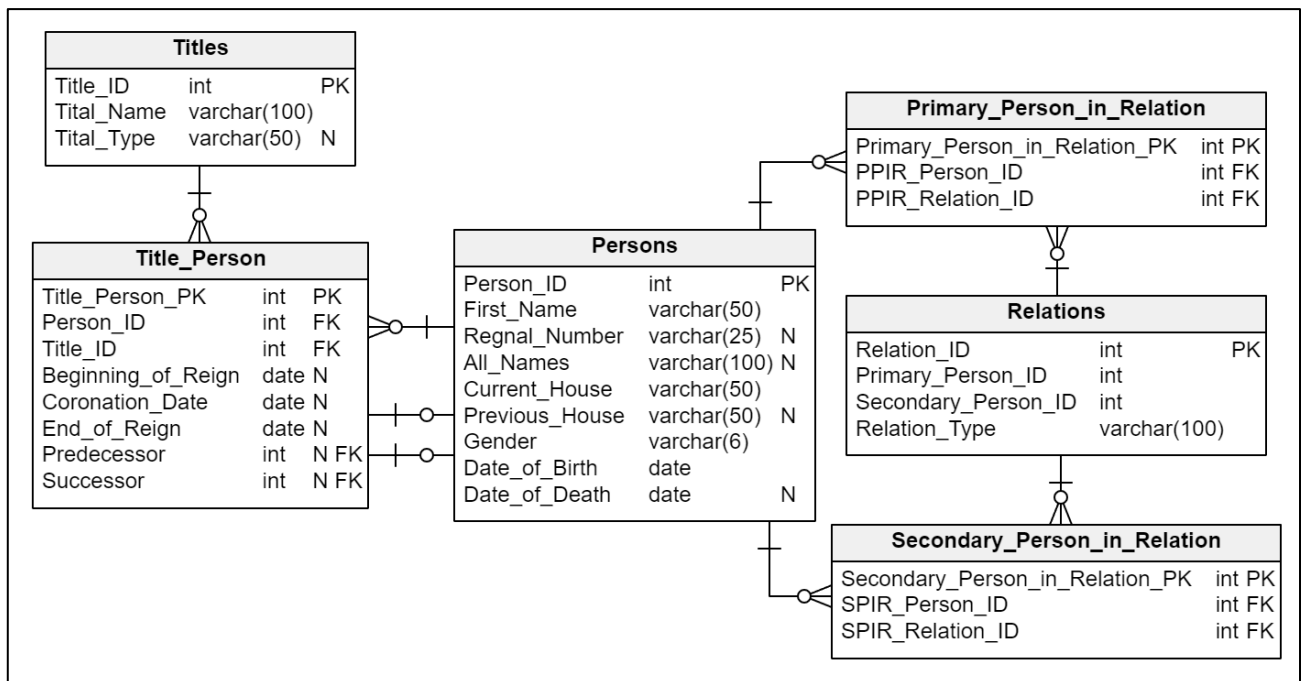 Titles
Title_ID int PK
Tital_Name varchar(100)
Tital_Type varchar(50) N
Title_Person
Title_Person_PK int PK
Person_ID int FK
Title_ID int FK
Beginning_of_Reign date N
Coronation_Date date N
End_of_Reign date N
Predecessor int N FK
Successor int N FK
Persons
Person_ID int PK
First_Name varchar(50)
Regnal_Number varchar(25) N
All_Names varchar(100) N
Current_House varchar(50)
Previous_House varchar(50) N
Gender varchar(6)
Date_of_Birth date
Date_of_Death date N
Primary_Person_in_Relation
Primary_Person_in_Relation_PK int PK
PPIR_Person_ID int FK
PPIR_Relation_ID int FK
Relations
Relation_ID int PK
Primary_Person_ID int
Secondary_Person_ID int
Relation_Type varchar(100)
Secondary_Person_in_Relation
Secondary_Person_in_Relation_PK int PK
SPIR_Person_ID int FK
SPIR_Relation_ID int FK